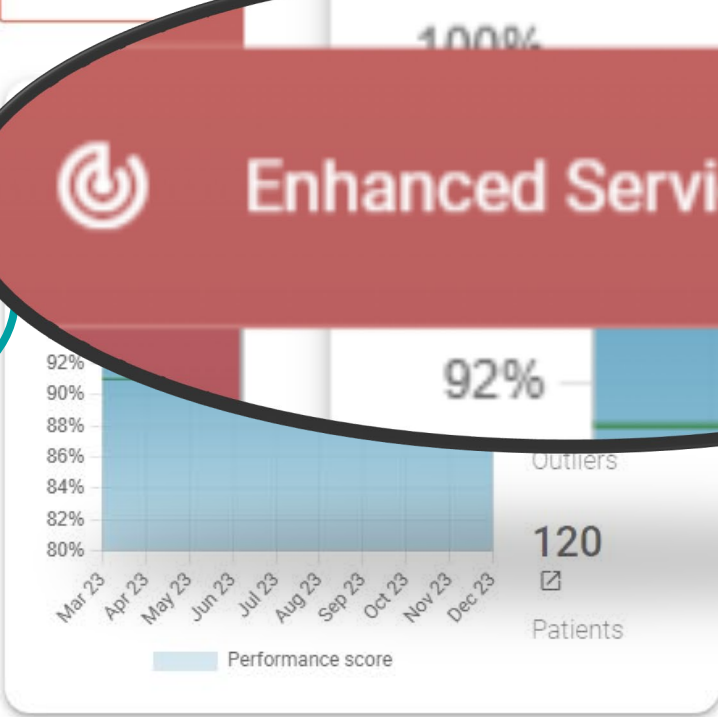 100%
Enhanced Servi
92%
92%
90%
88%
86%
84%
82%
80%
Mar 23
Apr 23
May 23
Jun 23
Jul 23
Aug 23
Sep 23
Oct 23
Nov 23
Dec 23
Performance score
Outliers
120
Patients